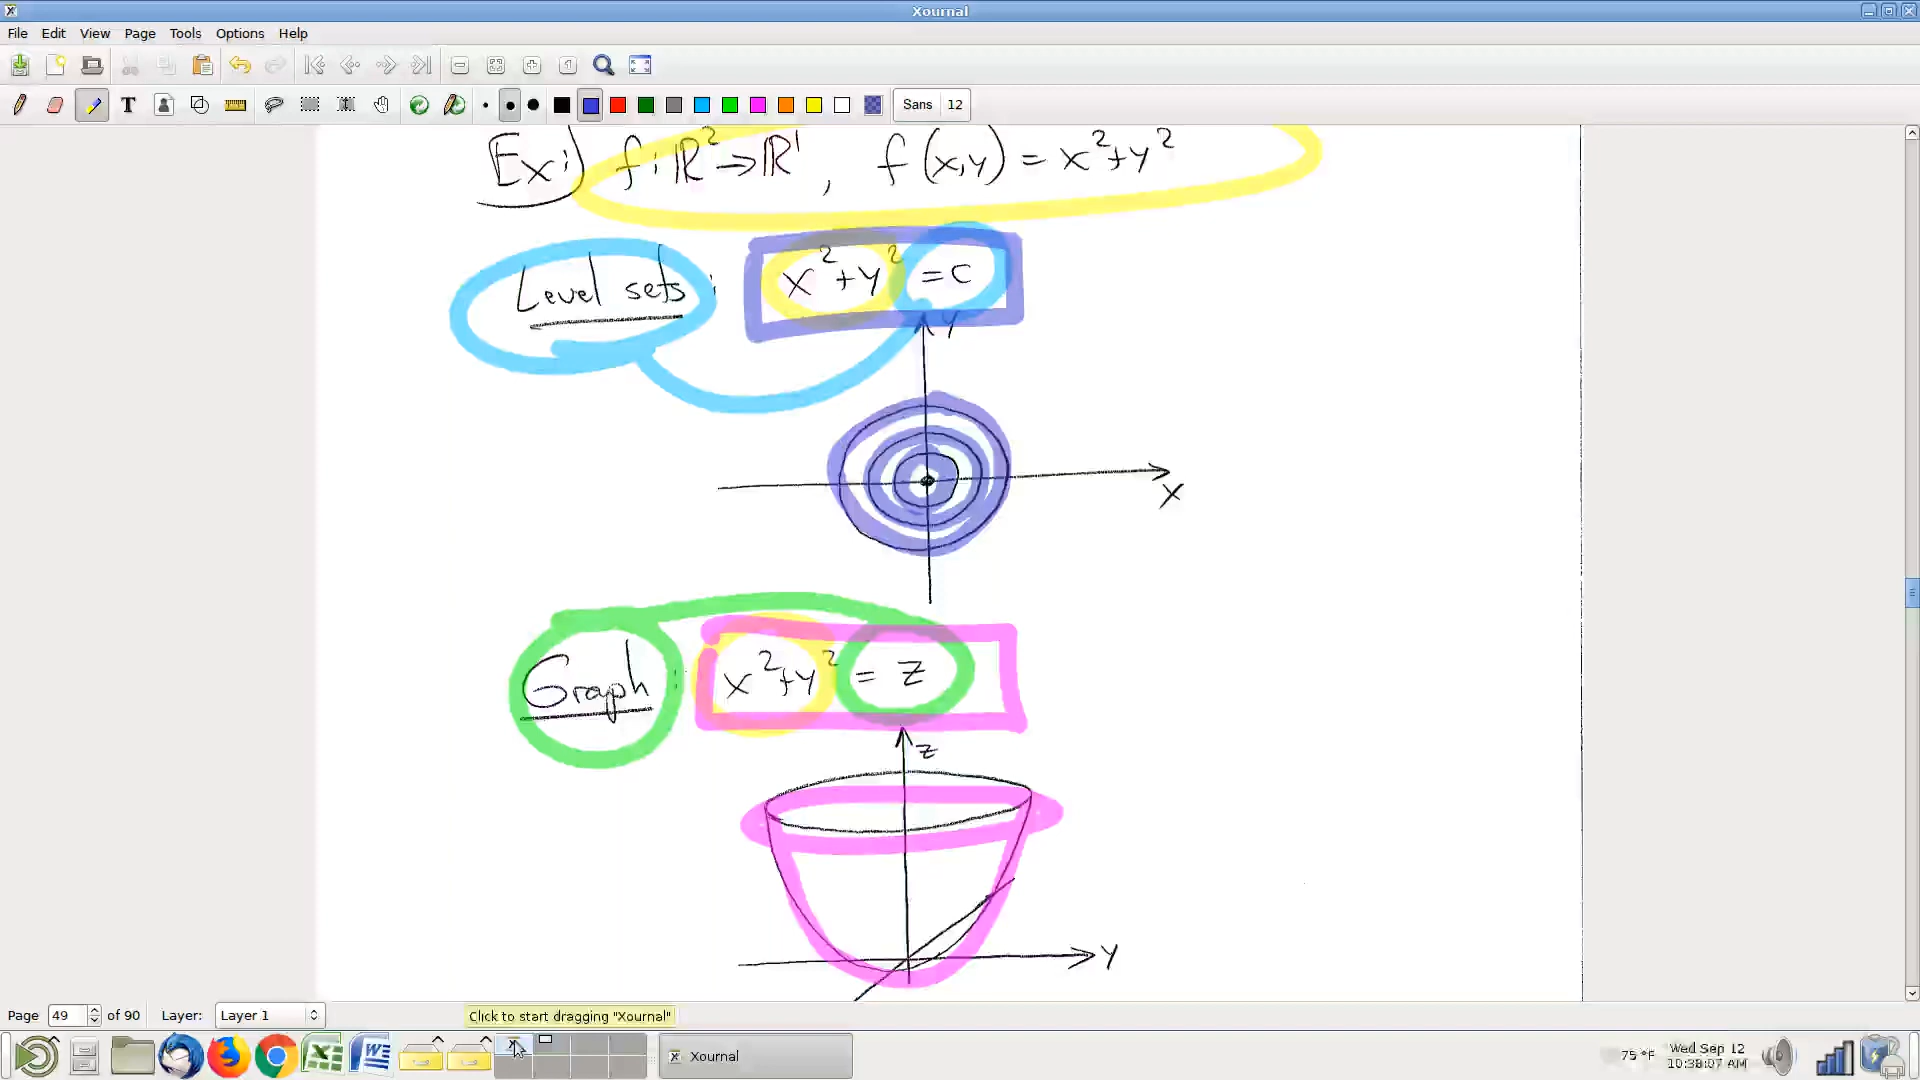 Xournal
File Edit View Page Tools Options Help
Sans 12
Ex:) f: ℝ² → ℝ¹, f(x,y) = x²+y²
Level sets: x²+y² = c
y
x
Graph: x²+y² = z
z
y
Page 49 of 90 Layer: Layer 1
Click to start dragging "Xournal"
Xournal
75 °F
Wed Sep 12
10:38:07 AM